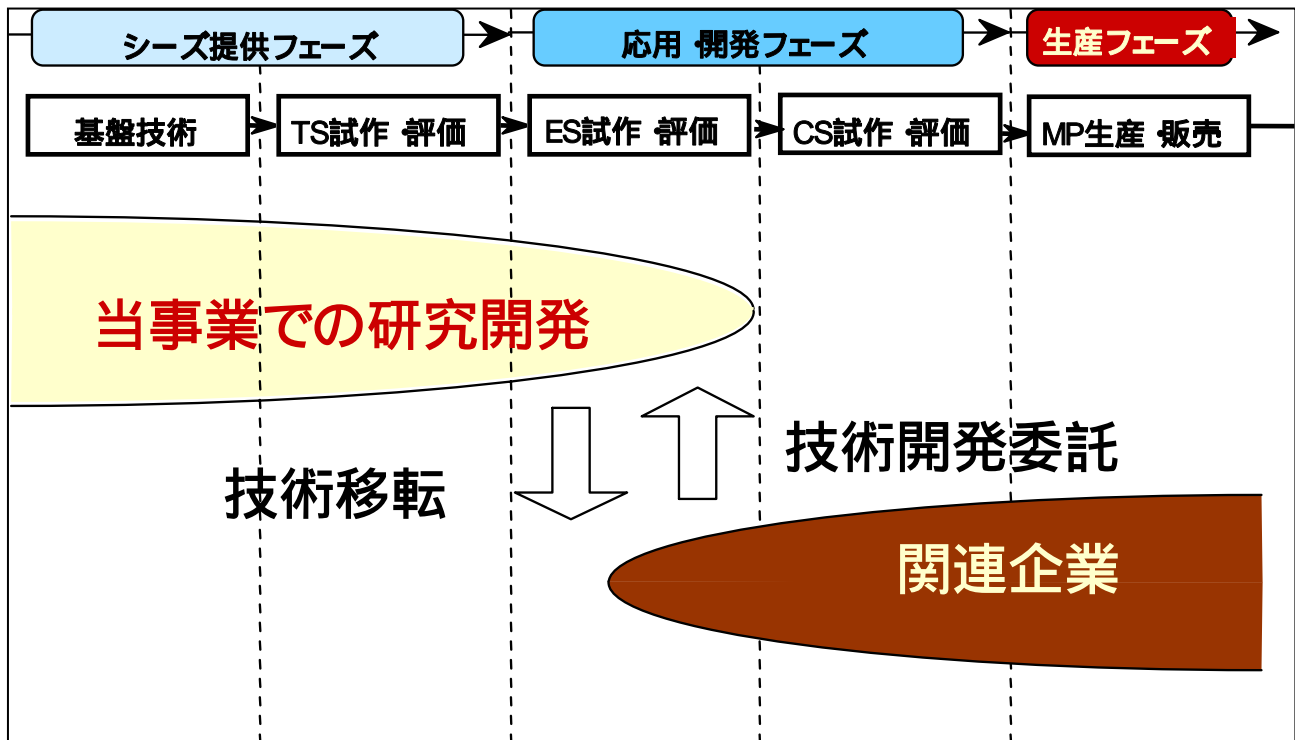 シーズ提供フェーズ
応用・開発フェーズ
生産フェーズ
基盤技術
TS試作・評価
ES試作・評価
CS試作・評価
MP生産・販売
当事業での研究開発
技術開発委託
技術移転
関連企業